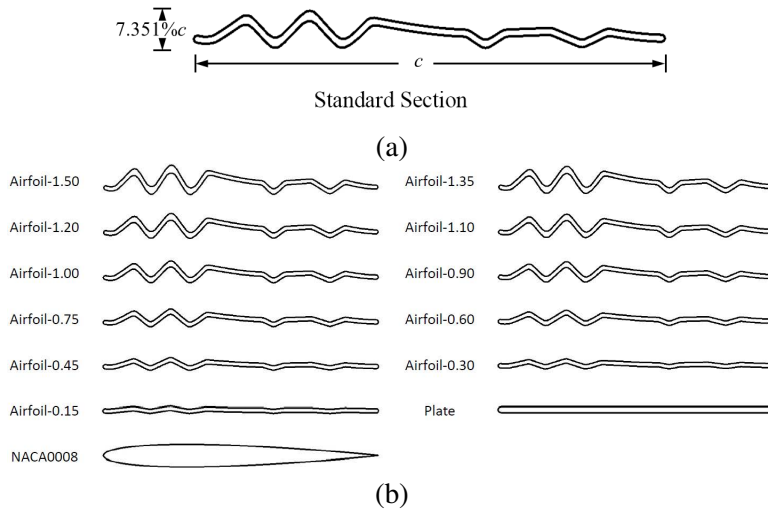 7.351%c
c
Standard Section
(a)
Airfoil-1.50
Airfoil-1.35
Airfoil-1.20
Airfoil-1.10
Airfoil-1.00
Airfoil-0.90
Airfoil-0.75
Airfoil-0.60
Airfoil-0.45
Airfoil-0.30
Airfoil-0.15
Plate
NACA0008
(b)